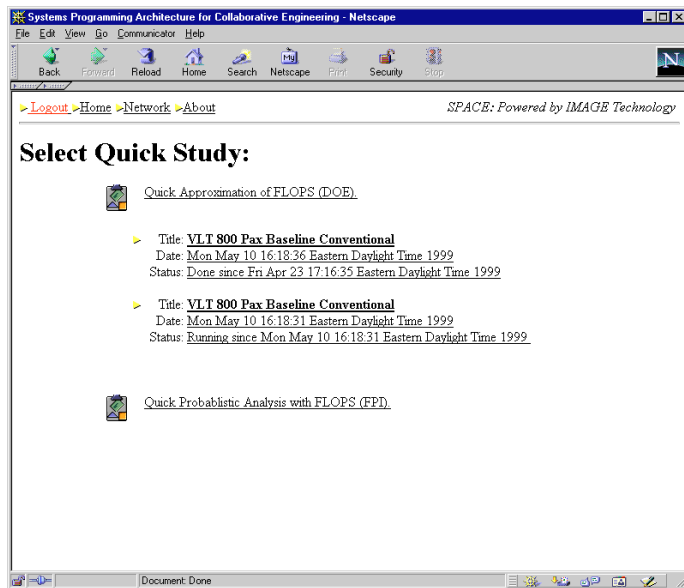 Systems Programming Architecture for Collaborative Engineering - Netscape
File Edit View Go Communicator Help
Back Forward Reload Home Search Netscape Print Security Stop
My
N
Logout Home Network About
SPACE: Powered by IMAGE Technology
Select Quick Study:
Quick Approximation of FLOPS (DOE).
Title: VLT 800 Pax Baseline Conventional
Date: Mon May 10 16:18:36 Eastern Daylight Time 1999
Status: Done since Fri Apr 23 17:16:35 Eastern Daylight Time 1999
Title: VLT 800 Pax Baseline Conventional
Date: Mon May 10 16:18:31 Eastern Daylight Time 1999
Status: Running since Mon May 10 16:18:31 Eastern Daylight Time 1999
Quick Probablistic Analysis with FLOPS (FPI).
Document: Done